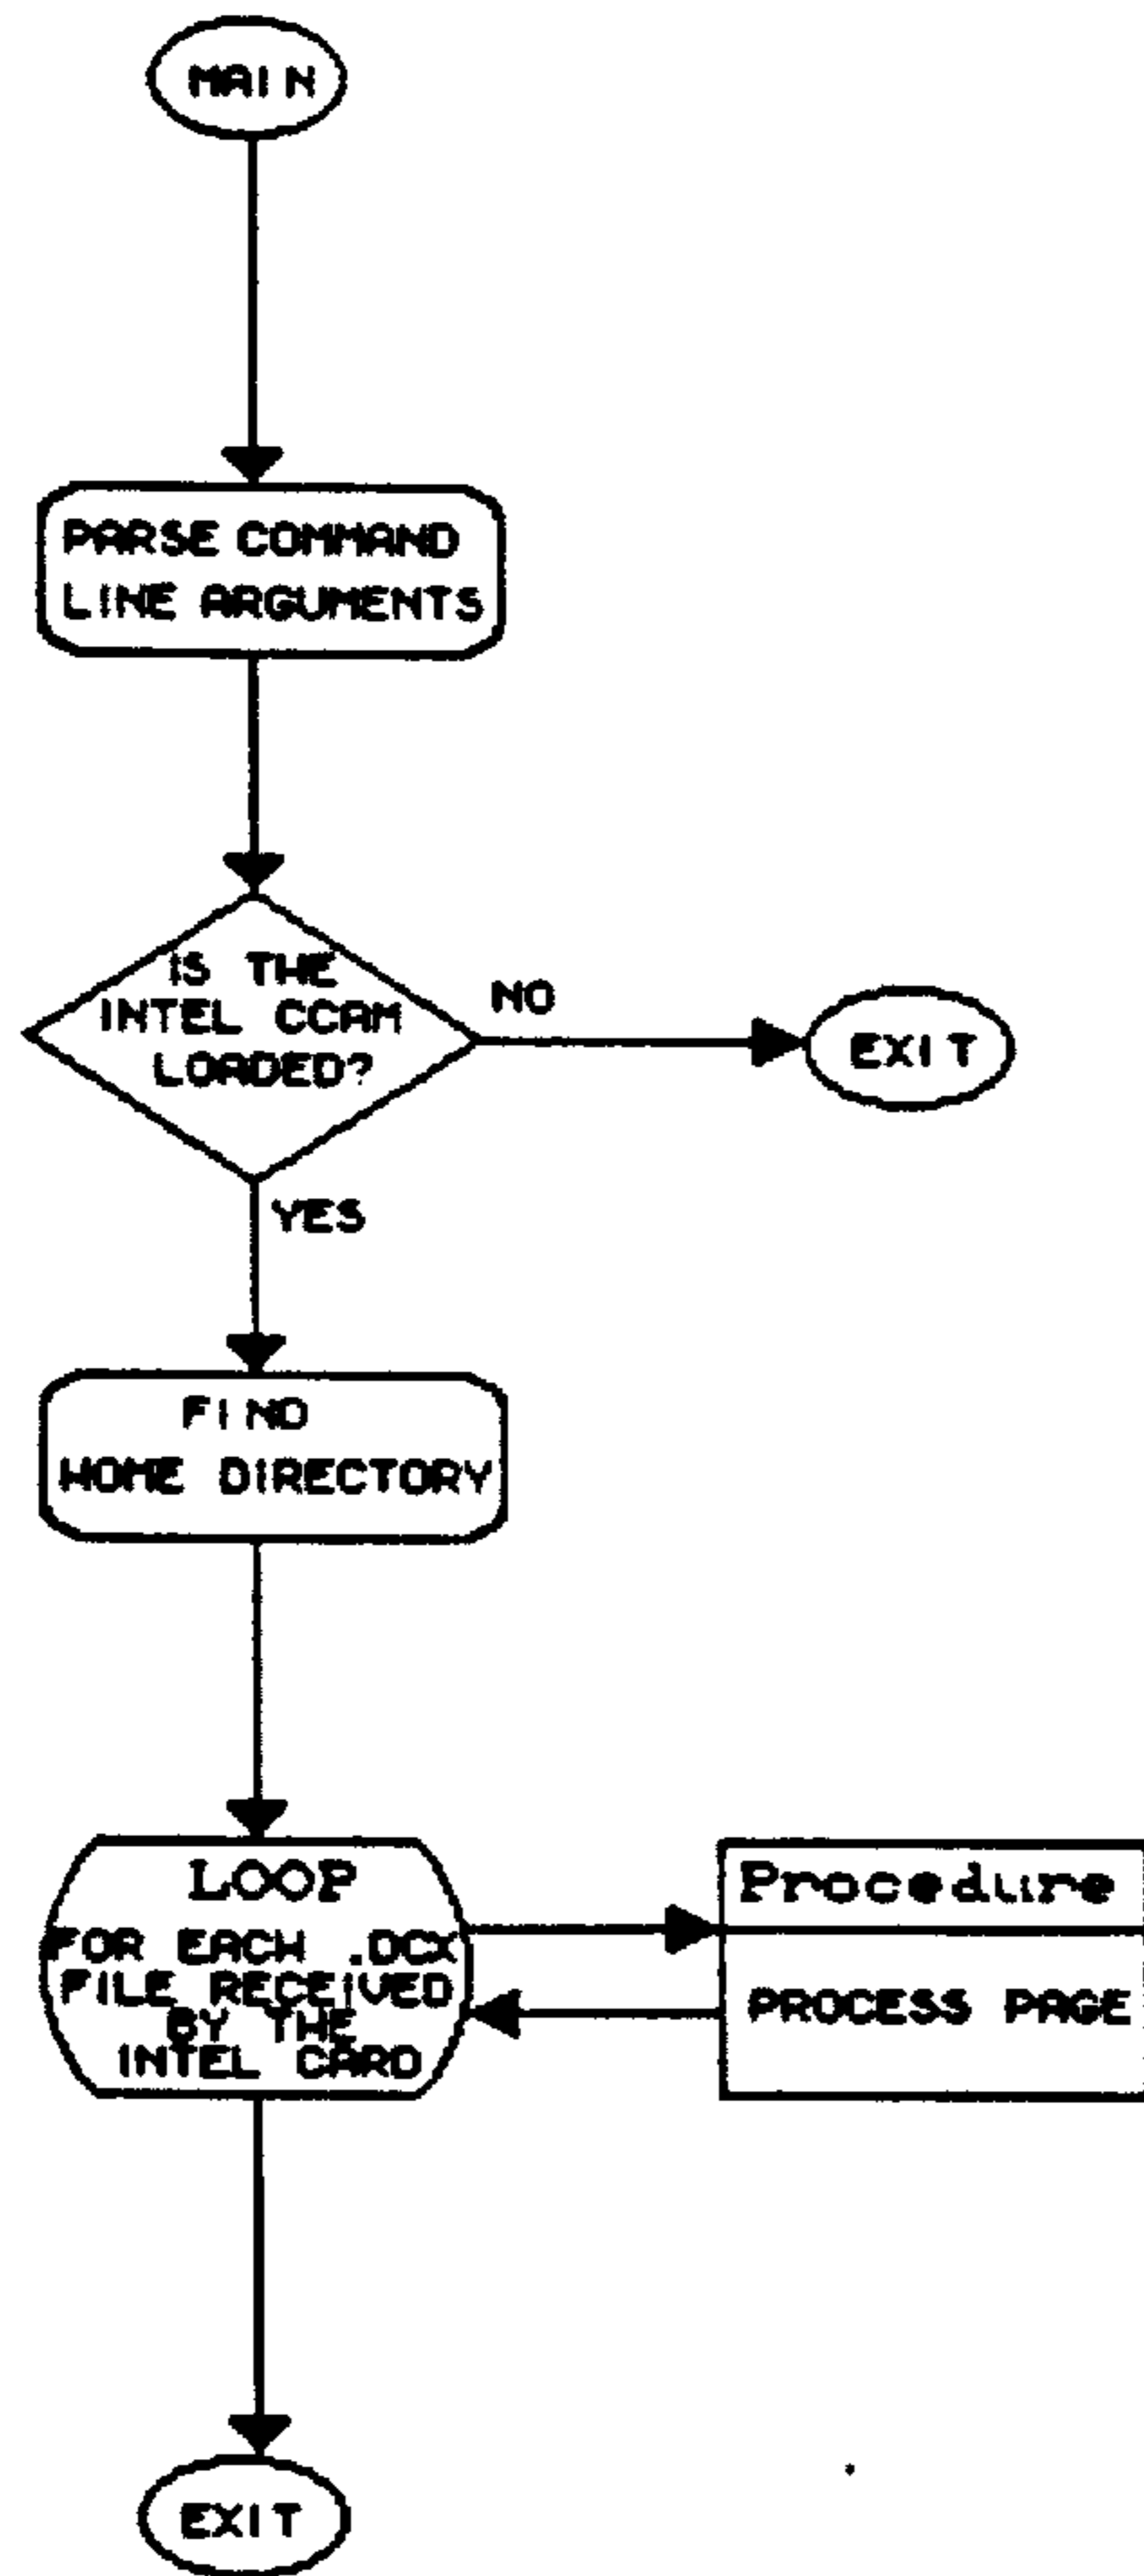 MAIN
PARSE COMMAND
LINE ARGUMENTS
IS THE
INTEL CCAM
LOADED?
NO
EXIT
YES
FIND
HOME DIRECTORY
LOOP
FOR EACH .DCX
FILE RECEIVED
BY THE
INTEL CARD
Procedure
PROCESS PAGE
EXIT